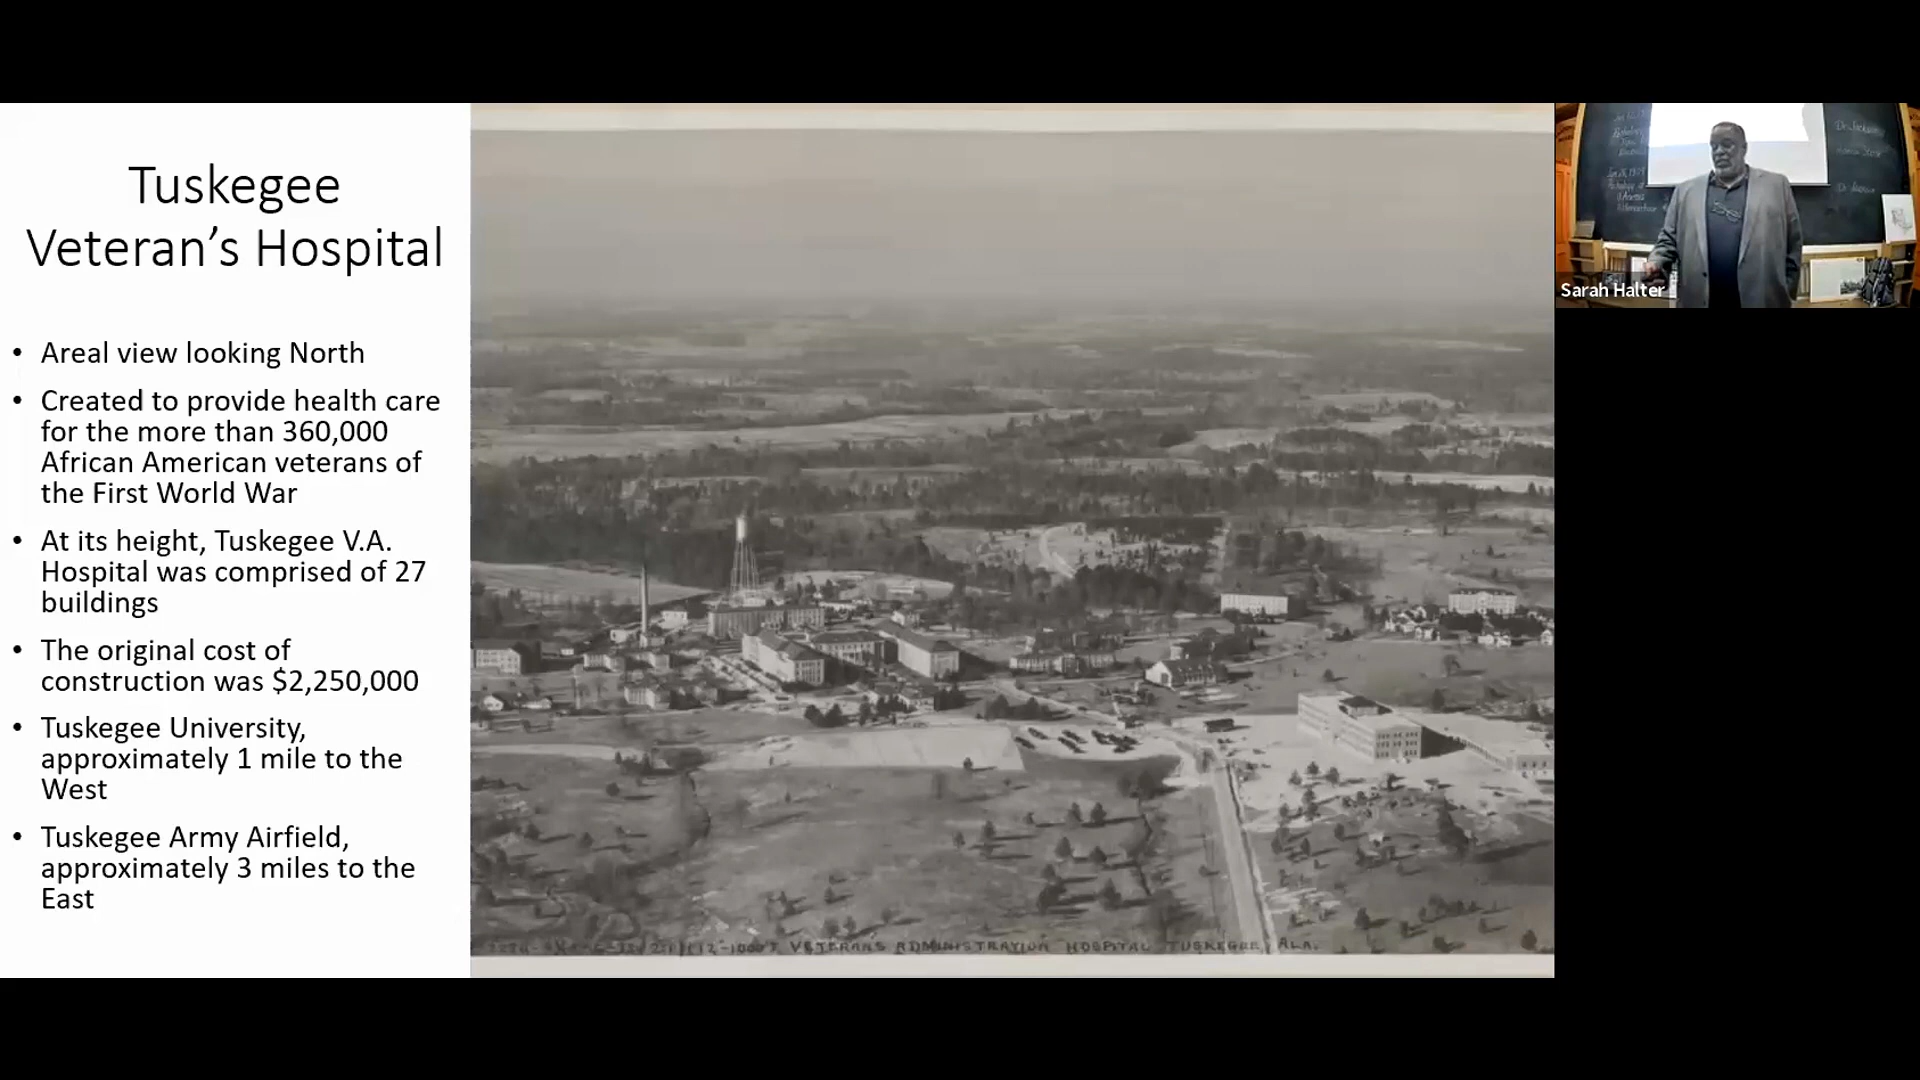 Tuskegee
Veteran’s Hospital
• Areal view looking North
• Created to provide health care
for the more than 360,000
African American veterans of
the First World War
• At its height, Tuskegee V.A.
Hospital was comprised of 27
buildings
• The original cost of
construction was $2,250,000
• Tuskegee University,
approximately 1 mile to the
West
• Tuskegee Army Airfield,
approximately 3 miles to the
East
VETERANS ADMINISTRATION HOSPITAL TUSKEGEE, ALA.
Sarah Halter